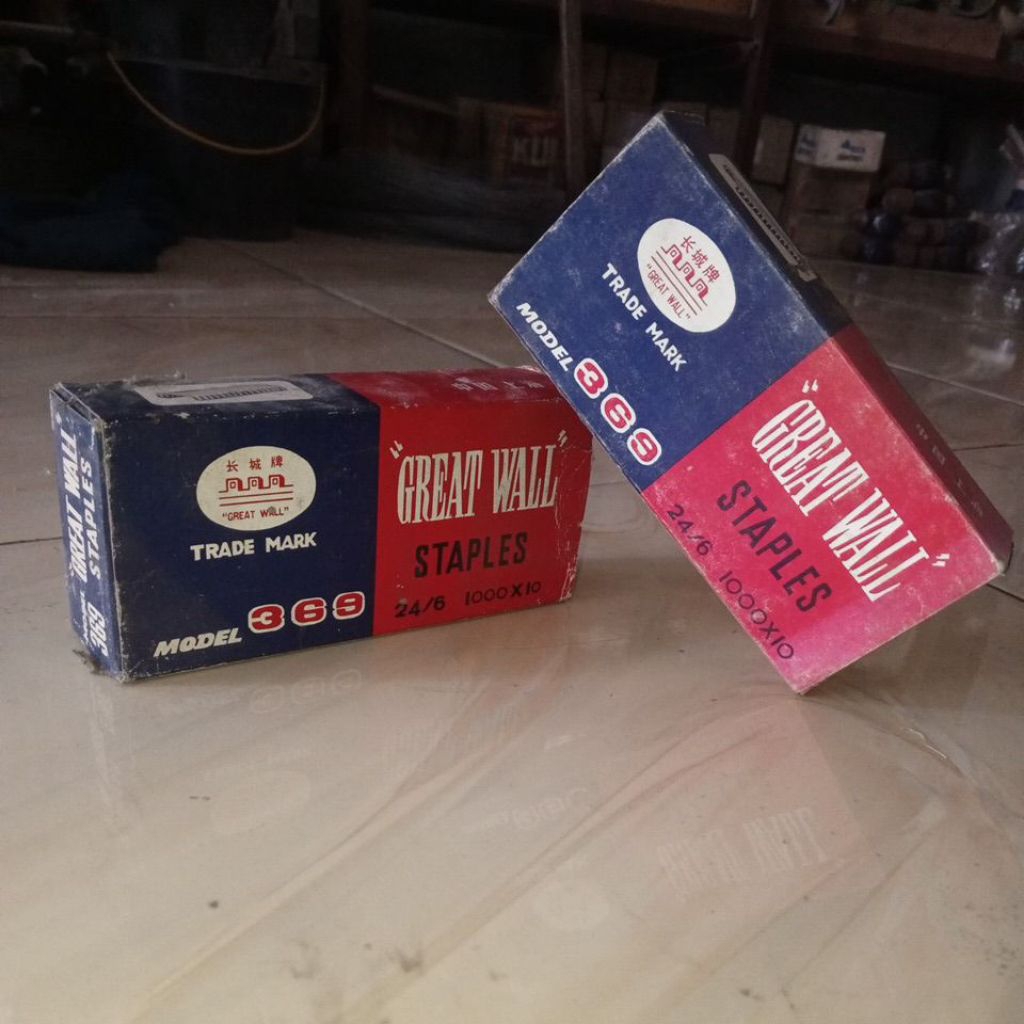 长城牌
"GREAT WALL"
TRADE MARK
MODEL 369
"GREAT WALL"
STAPLES
24/6 1000X10
GREAT WALL
STAPLES
369
长城牌
"GREAT WALL"
TRADE MARK
MODEL 369
"GREAT WALL"
STAPLES
24/6 1000X10